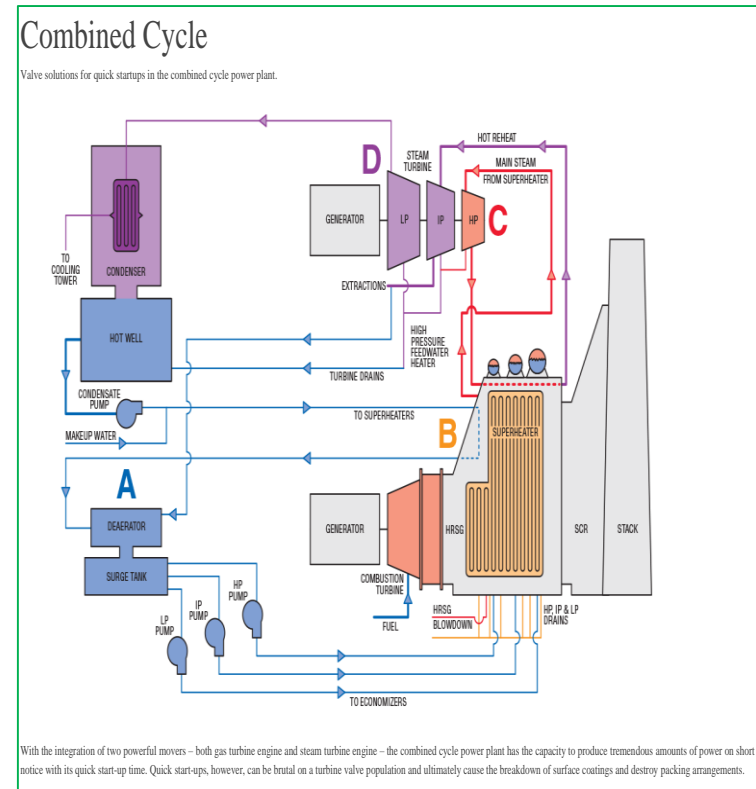 Combined Cycle
Valve solutions for quick startups in the combined cycle power plant.
HOT REHEAT
D
STEAM
TURBINE
MAIN STEAM
FROM SUPERHEATER
GENERATOR
LP
IP
HP
C
TO
COOLING
TOWER
CONDENSER
EXTRACTIONS
HOT WELL
HIGH
PRESSURE
FEEDWATER
HEATER
TURBINE DRAINS
CONDENSATE
PUMP
TO SUPERHEATERS
MAKEUP WATER
B
SUPERHEATER
A
DEAERATOR
GENERATOR
HRSG
SCR
STACK
SURGE TANK
HP
PUMP
IP
PUMP
LP
PUMP
COMBUSTION
TURBINE
FUEL
HRSG
BLOWDOWN
HP, IP & LP
DRAINS
TO ECONOMIZERS
With the integration of two powerful movers – both gas turbine engine and steam turbine engine – the combined cycle power plant has the capacity to produce tremendous amounts of power on short
notice with its quick start-up time. Quick start-ups, however, can be brutal on a turbine valve population and ultimately cause the breakdown of surface coatings and destroy packing arrangements.